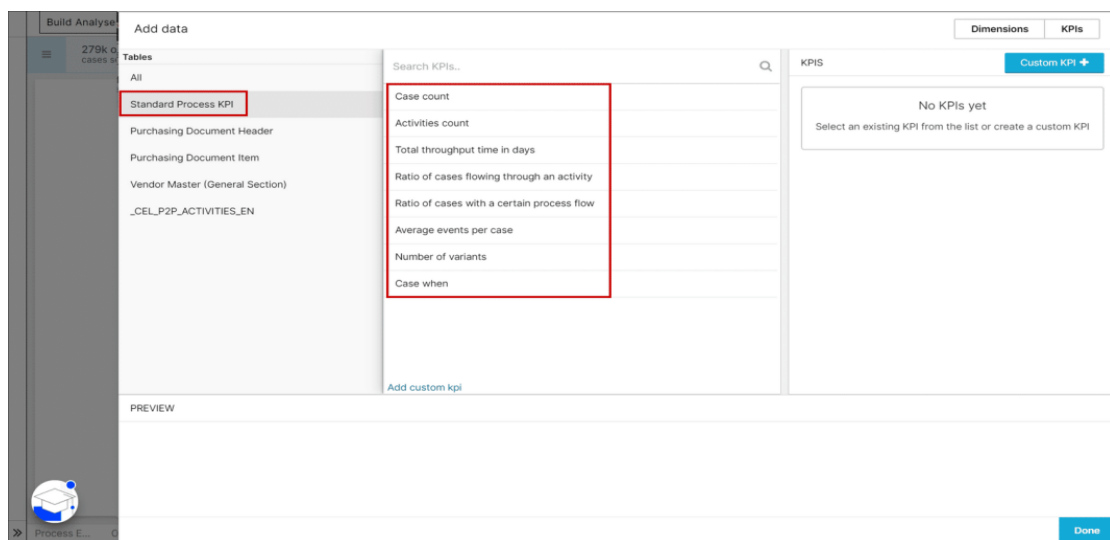 Build Analyse
Add data
Dimensions
KPIs
279k o
cases s
Tables
All
Standard Process KPI
Purchasing Document Header
Purchasing Document Item
Vendor Master (General Section)
_CEL_P2P_ACTIVITIES_EN
Search KPIs..
Case count
Activities count
Total throughput time in days
Ratio of cases flowing through an activity
Ratio of cases with a certain process flow
Average events per case
Number of variants
Case when
Add custom kpi
KPIS
Custom KPI +
No KPIs yet
Select an existing KPI from the list or create a custom KPI
PREVIEW
Process E...
Done